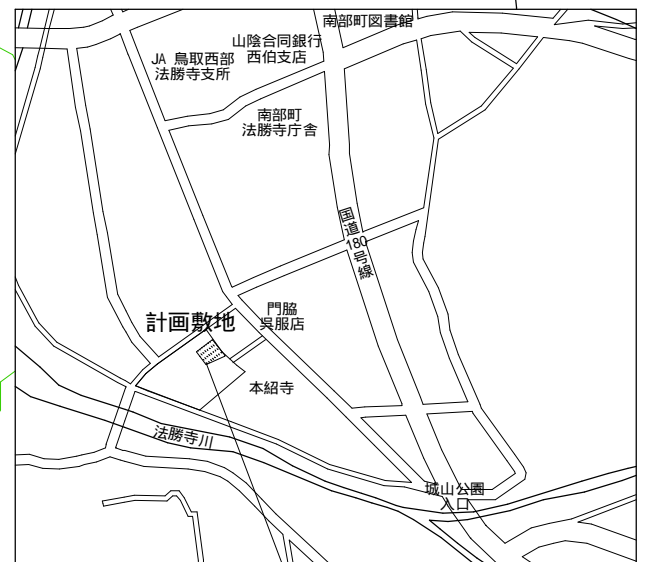 南部町図書館
山陰合同銀行
西伯支店
JA 鳥取西部
法勝寺支所
南部町
法勝寺庁舎
国道180号線
計画敷地
門脇
呉服店
本紹寺
法勝寺川
城山公園
入口